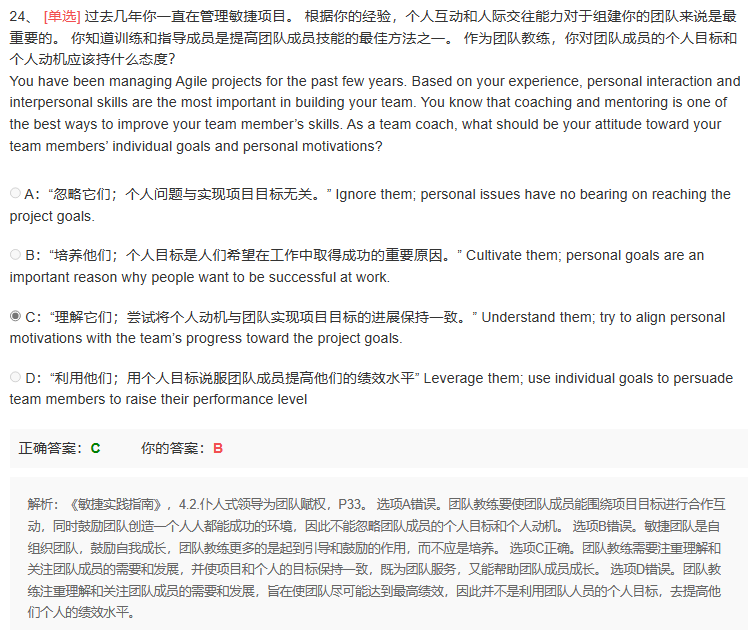 24、 [单选] 过去几年你一直在管理敏捷项目。 根据你的经验，个人互动和人际交往能力对于组建你的团队来说是最
重要的。 你知道训练和指导成员是提高团队成员技能的最佳方法之一。 作为团队教练，你对团队成员的个人目标和
个人动机应该持什么态度?
You have been managing Agile projects for the past few years. Based on your experience, personal interaction and
interpersonal skills are the most important in building your team. You know that coaching and mentoring is one of
the best ways to improve your team member’s skills. As a team coach, what should be your attitude toward your
team members’ individual goals and personal motivations?
A：“忽略它们；个人问题与实现项目目标无关。” Ignore them; personal issues have no bearing on reaching the
project goals.
B：“培养他们；个人目标是人们希望在工作中取得成功的重要原因。” Cultivate them; personal goals are an
important reason why people want to be successful at work.
C：“理解它们；尝试将个人动机与团队实现项目目标的进展保持一致。” Understand them; try to align personal
motivations with the team’s progress toward the project goals.
D：“利用他们；用个人目标说服团队成员提高他们的绩效水平” Leverage them; use individual goals to persuade
team members to raise their performance level
正确答案：C 你的答案：B
解析：《敏捷实践指南》，4.2.仆人式领导为团队赋权，P33。 选项A错误。团队教练要使团队成员能围绕项目目标进行合作互
动，同时鼓励团队创造一个人人都能成功的环境，因此不能忽略团队成员的个人目标和个人动机。 选项B错误。敏捷团队是自
组织团队，鼓励自我成长，团队教练更多的是起到引导和鼓励的作用，而不应是培养。 选项C正确。团队教练需要注重理解和
关注团队成员的需要和发展，并使项目和个人的目标保持一致，既为团队服务，又能帮助团队成员成长。 选项D错误。团队教
练注重理解和关注团队成员的需要和发展，旨在使团队尽可能达到最高绩效，因此并不是利用团队人员的个人目标，去提高他
们个人的绩效水平。